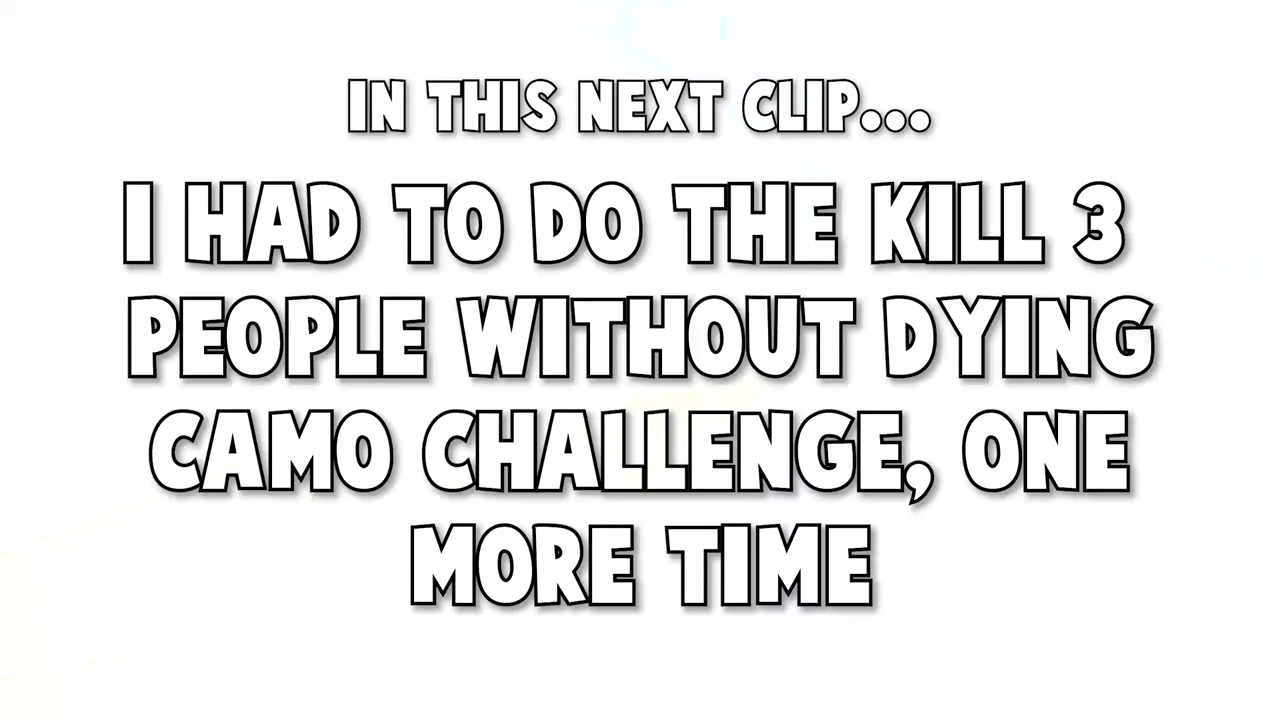 IN THIS NEXT CLIP...
I HAD TO DO THE KILL 3
PEOPLE WITHOUT DYING
CAMO CHALLENGE, ONE
MORE TIME